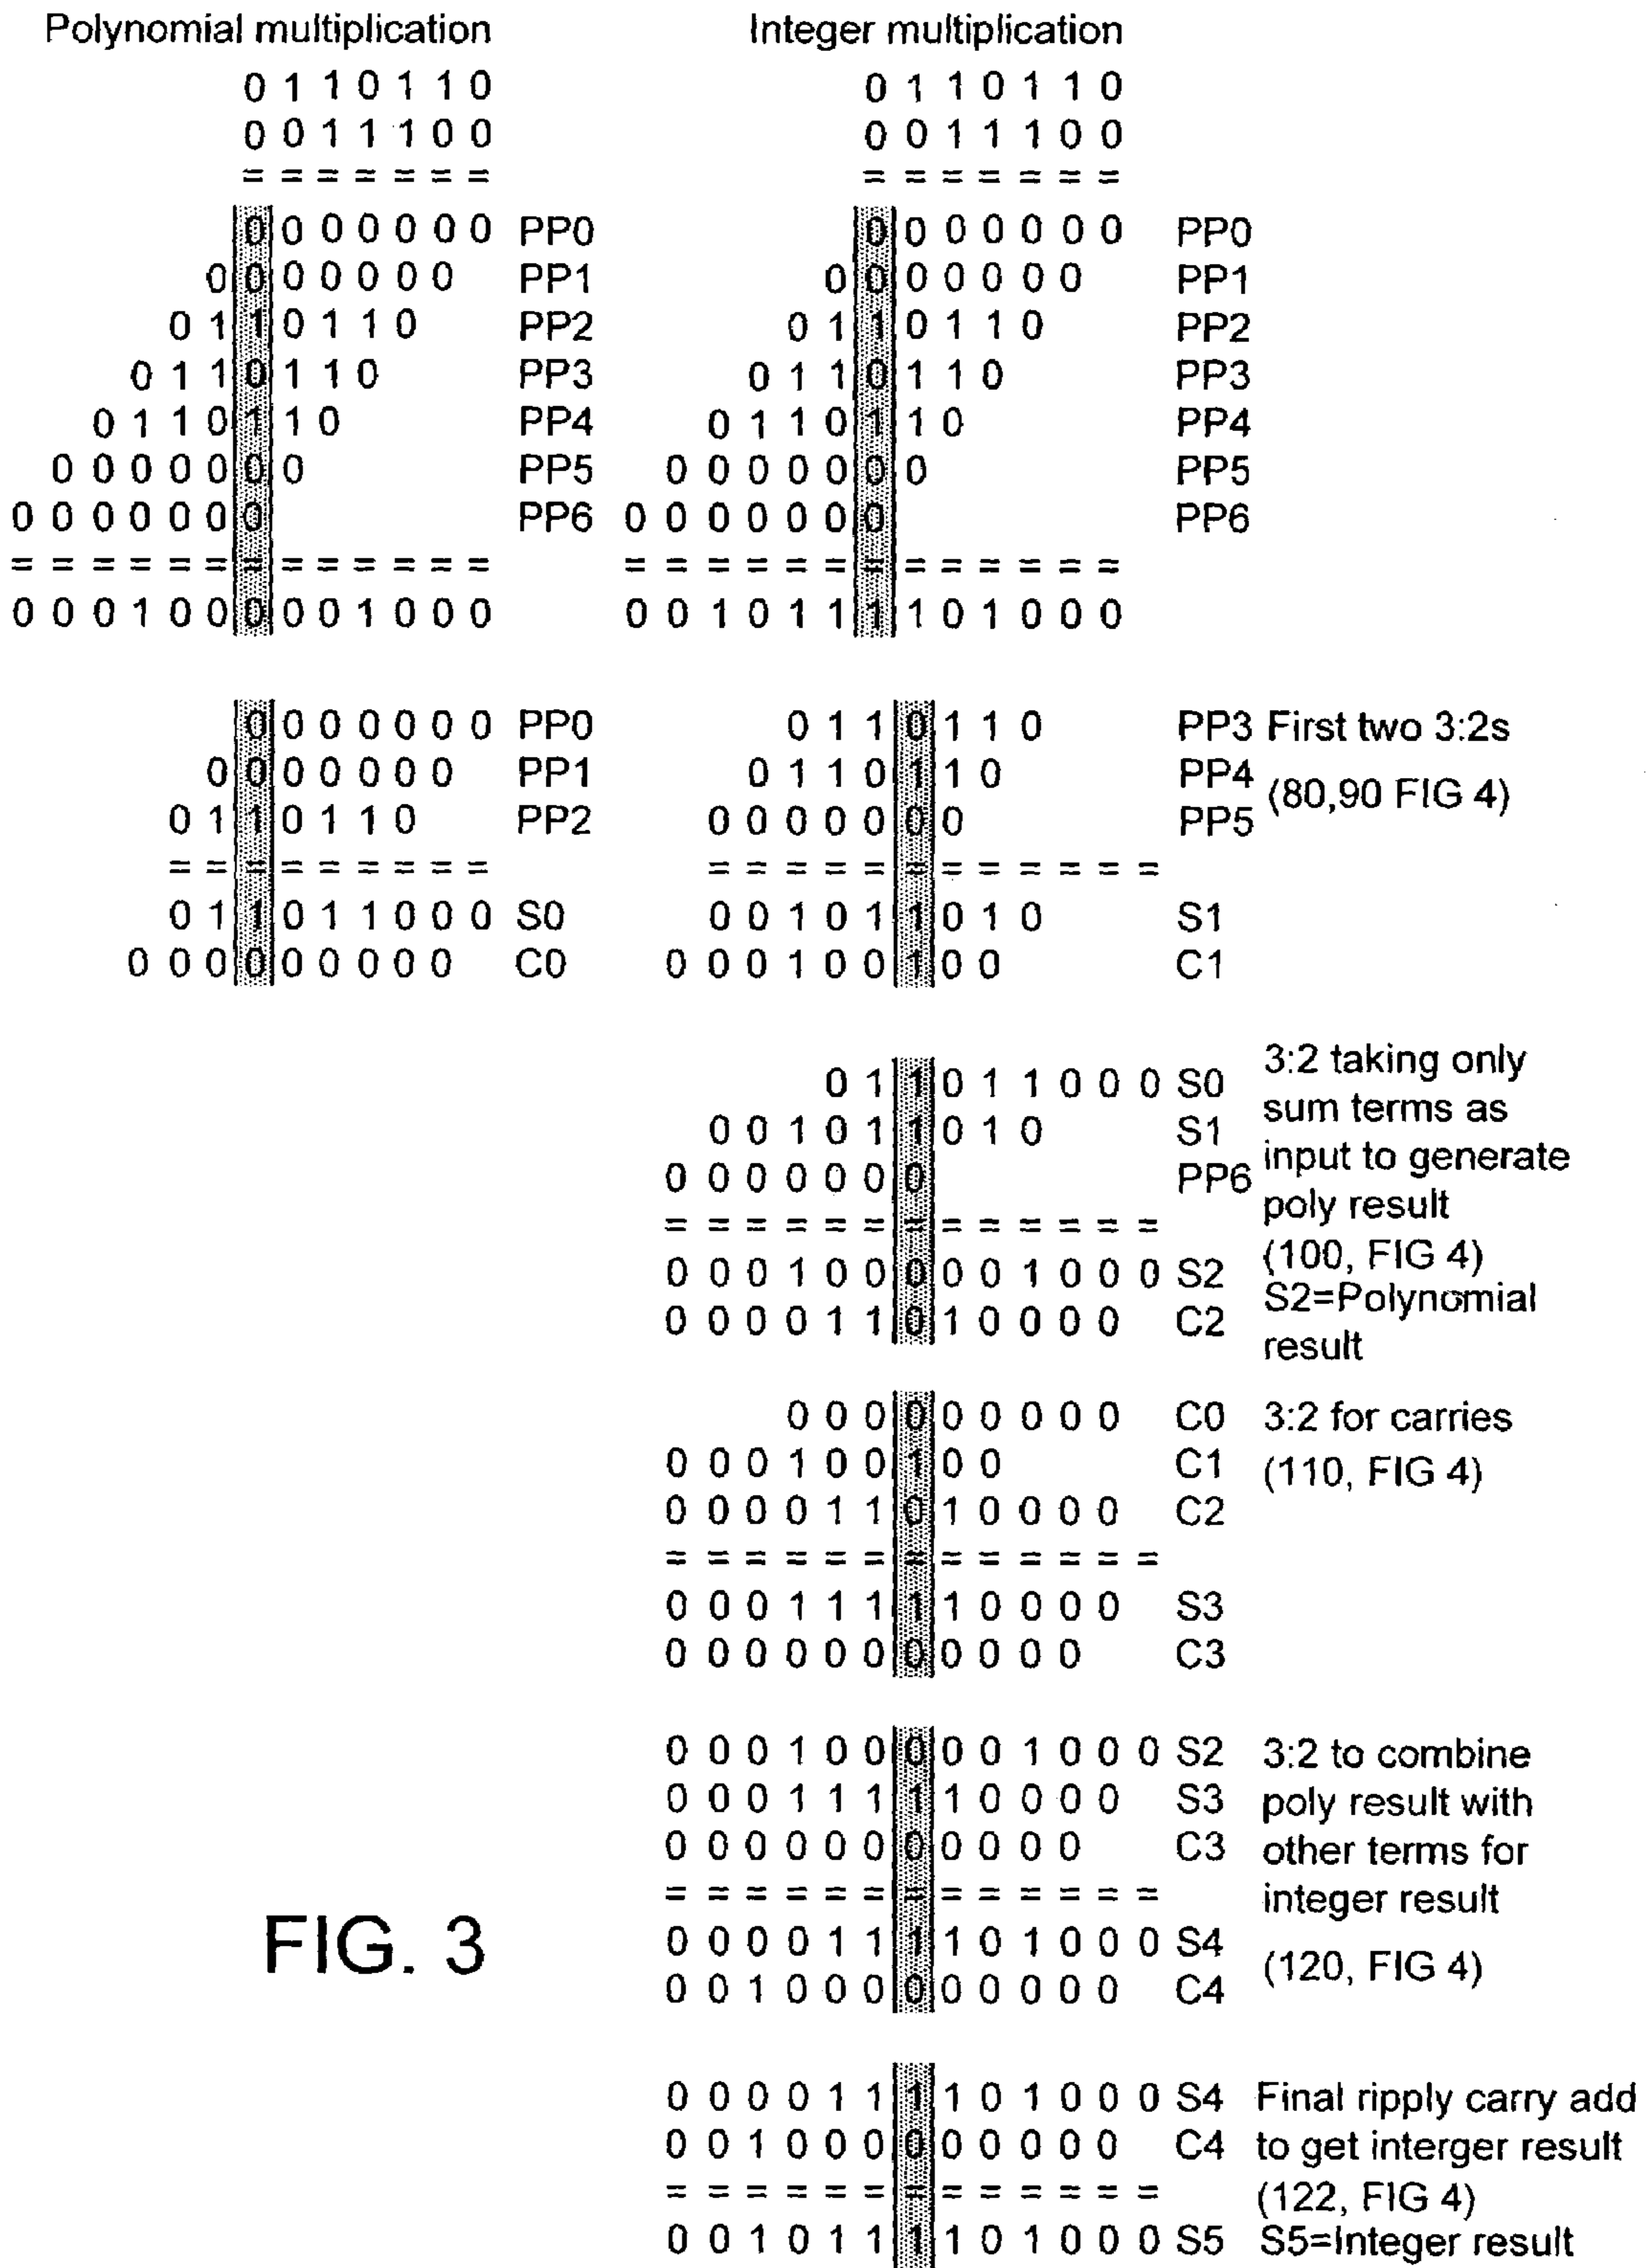 Polynomial multiplication Integer multiplication
0 1 1 0 1 1 0 0 1 1 0 1 1 0
0 0 1 1 1 0 0 0 0 1 1 1 0 0
= = = = = = = = = = = = = =
0 0 0 0 0 0 0 PP0 0 0 0 0 0 0 0 PP0
0 0 0 0 0 0 0 PP1 0 0 0 0 0 0 0 PP1
0 1 1 0 1 1 0 PP2 0 1 1 0 1 1 0 PP2
0 1 1 0 1 1 0 PP3 0 1 1 0 1 1 0 PP3
0 1 1 0 1 1 0 PP4 0 1 1 0 1 1 0 PP4
0 0 0 0 0 0 0 PP5 0 0 0 0 0 0 0 PP5
0 0 0 0 0 0 0 PP6 0 0 0 0 0 0 0 PP6
= = = = = = = = = = = = = = = = = = = = = = = = = =
0 0 0 1 0 0 0 0 0 1 0 0 0 0 0 1 0 1 1 1 1 0 1 0 0 0
0 0 0 0 0 0 0 PP0 0 1 1 0 1 1 0 PP3 First two 3:2s
0 0 0 0 0 0 0 PP1 0 1 1 0 1 1 0 PP4 (80,90 FIG 4)
0 1 1 0 1 1 0 PP2 0 0 0 0 0 0 0 PP5
= = = = = = = = = = = = = = = = = = = = =
0 1 1 0 1 1 0 0 0 S0 0 0 1 0 1 1 0 1 0 S1
0 0 0 0 0 0 0 0 0 C0 0 0 0 1 0 0 1 0 0 C1
0 1 1 0 1 1 0 0 0 S0 3:2 taking only
0 0 1 0 1 1 0 1 0 S1 sum terms as
0 0 0 0 0 0 0 PP6 input to generate
= = = = = = = = = = = = = poly result
0 0 0 1 0 0 0 0 0 1 0 0 0 S2 (100, FIG 4)
0 0 0 0 1 1 0 1 0 0 0 0 C2 S2=Polynomial
result
0 0 0 0 0 0 0 0 0 C0 3:2 for carries
0 0 0 1 0 0 1 0 0 C1 (110, FIG 4)
0 0 0 0 1 1 0 1 0 0 0 0 C2
= = = = = = = = = = = = =
0 0 0 1 1 1 1 1 0 0 0 0 S3
0 0 0 0 0 0 0 0 0 0 0 C3
0 0 0 1 0 0 0 0 0 1 0 0 0 S2 3:2 to combine
0 0 0 1 1 1 1 1 0 0 0 0 S3 poly result with
0 0 0 0 0 0 0 0 0 0 0 C3 other terms for
= = = = = = = = = = = = = integer result
0 0 0 0 1 1 1 1 0 1 0 0 0 S4 (120, FIG 4)
0 0 1 0 0 0 0 0 0 0 0 0 C4
FIG. 3
0 0 0 0 1 1 1 1 0 1 0 0 0 S4 Final ripply carry add
0 0 1 0 0 0 0 0 0 0 0 0 C4 to get interger result
= = = = = = = = = = = = = (122, FIG 4)
0 0 1 0 1 1 1 1 0 1 0 0 0 S5 S5=Integer result